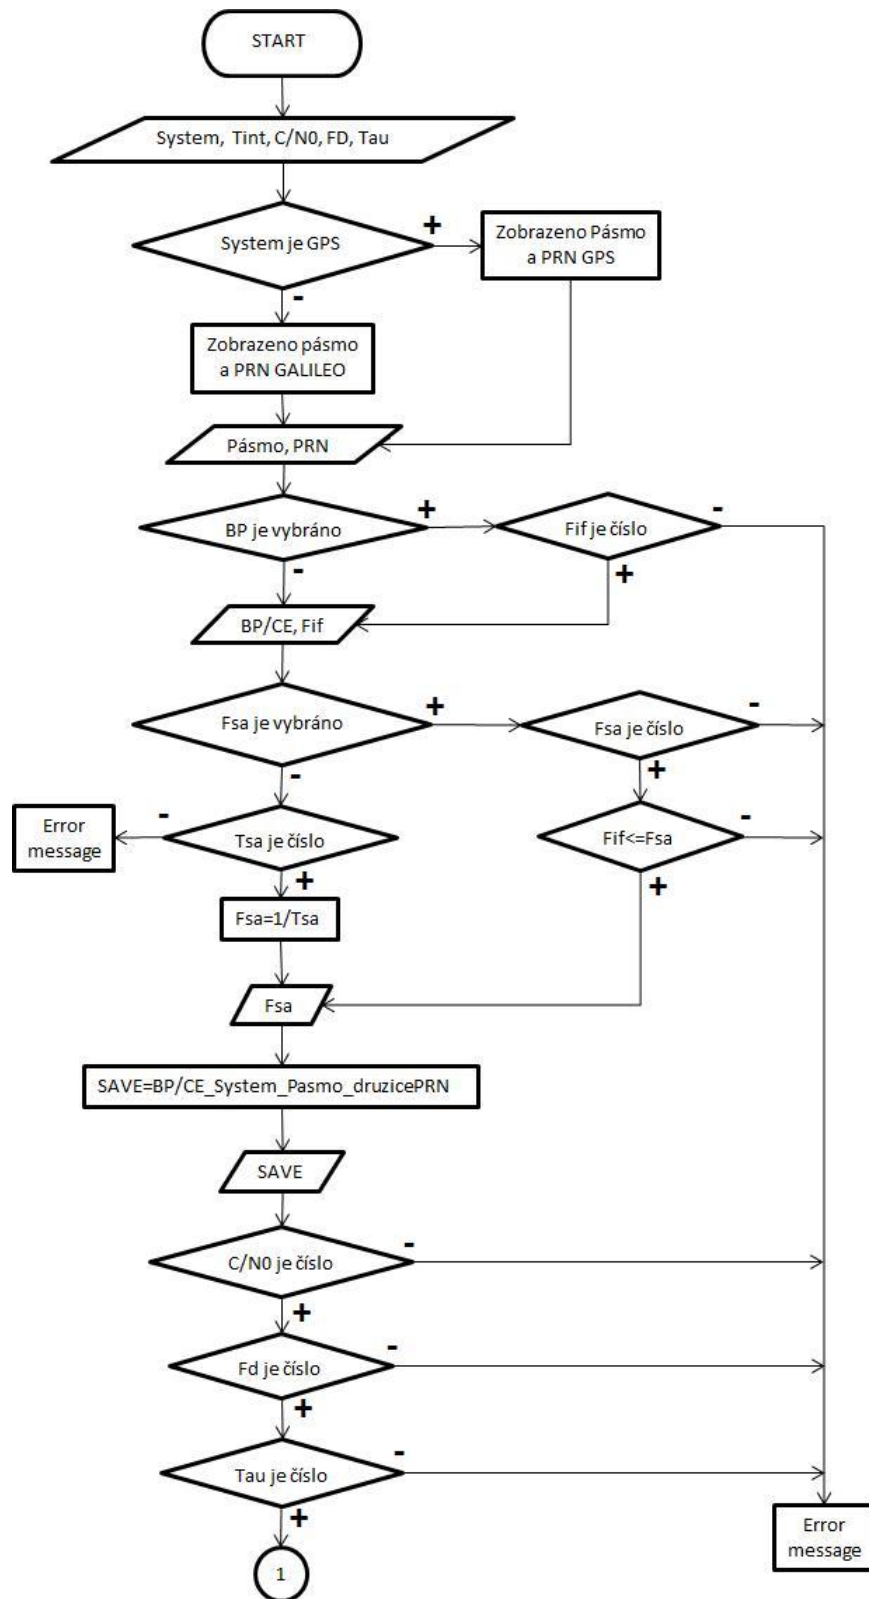 START
System, Tint, C/N0, FD, Tau
System je GPS
+
Zobrazeno Pásmo
a PRN GPS
-
Zobrazeno pásmo
a PRN GALILEO
Pásmo, PRN
BP je vybráno
+
Fif je číslo
-
-
+
BP/CE, Fif
Fsa je vybráno
+
Fsa je číslo
-
-
+
Error
message
-
Tsa je číslo
Fif<=Fsa
-
+
+
Fsa=1/Tsa
Fsa
SAVE=BP/CE_System_Pasmo_druzicePRN
SAVE
C/N0 je číslo
-
+
Fd je číslo
-
+
Tau je číslo
-
+
Error
message
1